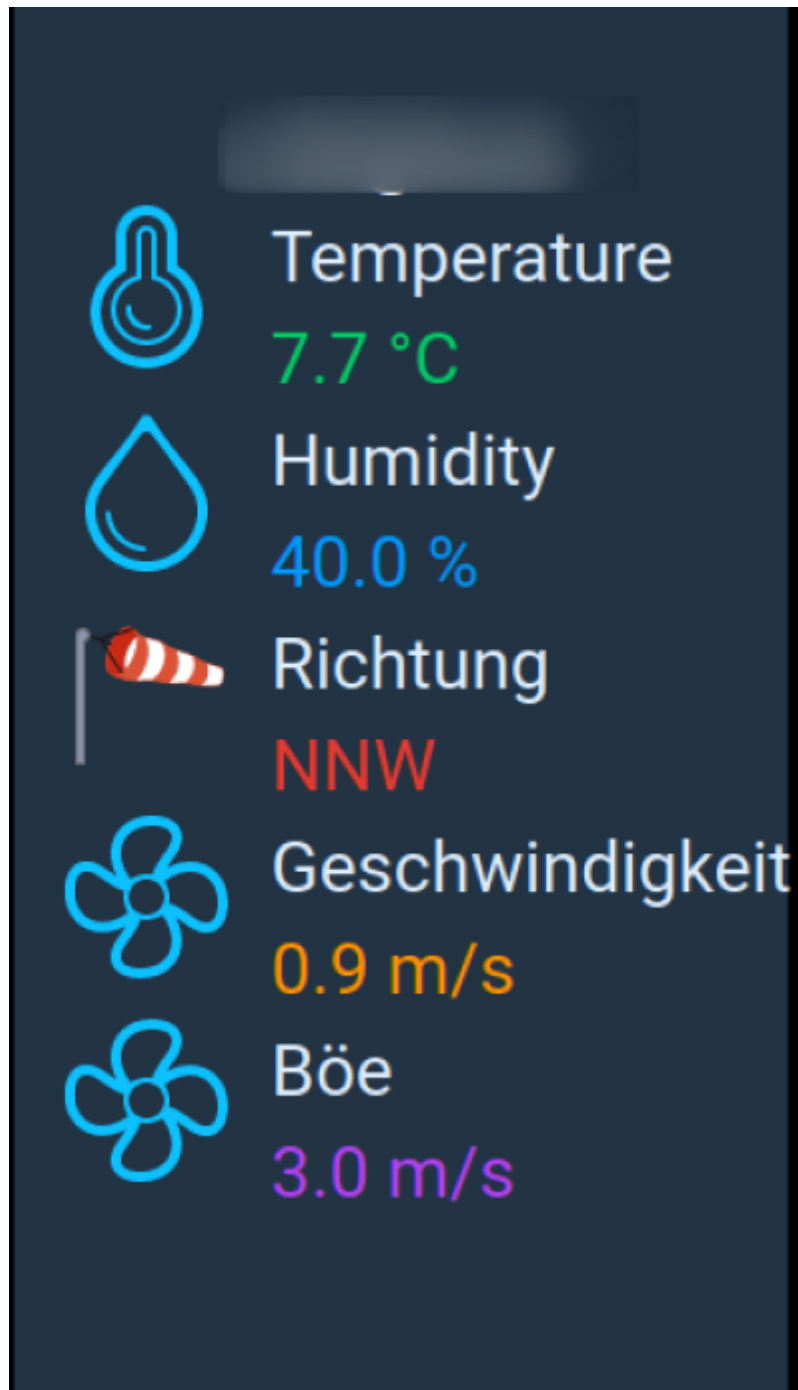 Temperature
7.7 °C
Humidity
40.0 %
Richtung
NNW
Geschwindigkeit
0.9 m/s
Böe
3.0 m/s